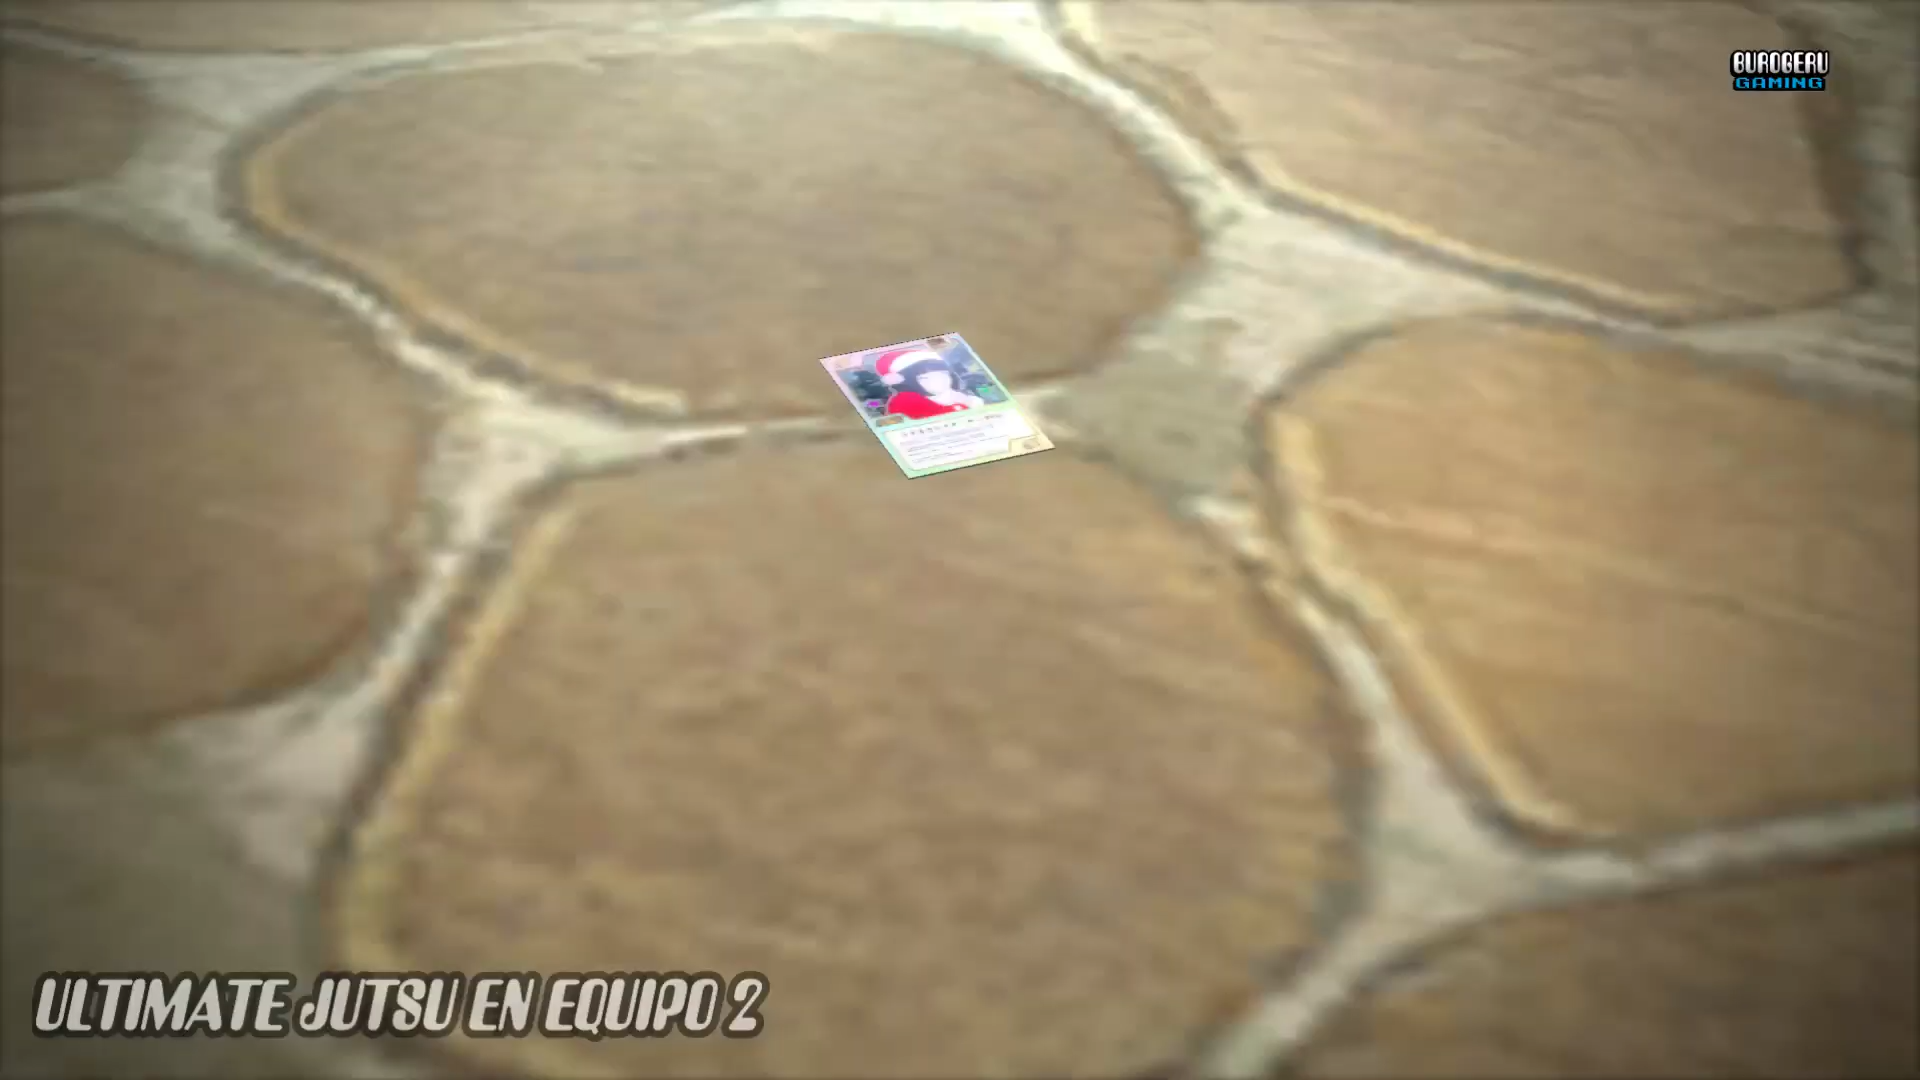 BUROGERU
GAMING
ULTIMATE JUTSU EN EQUIPO 2